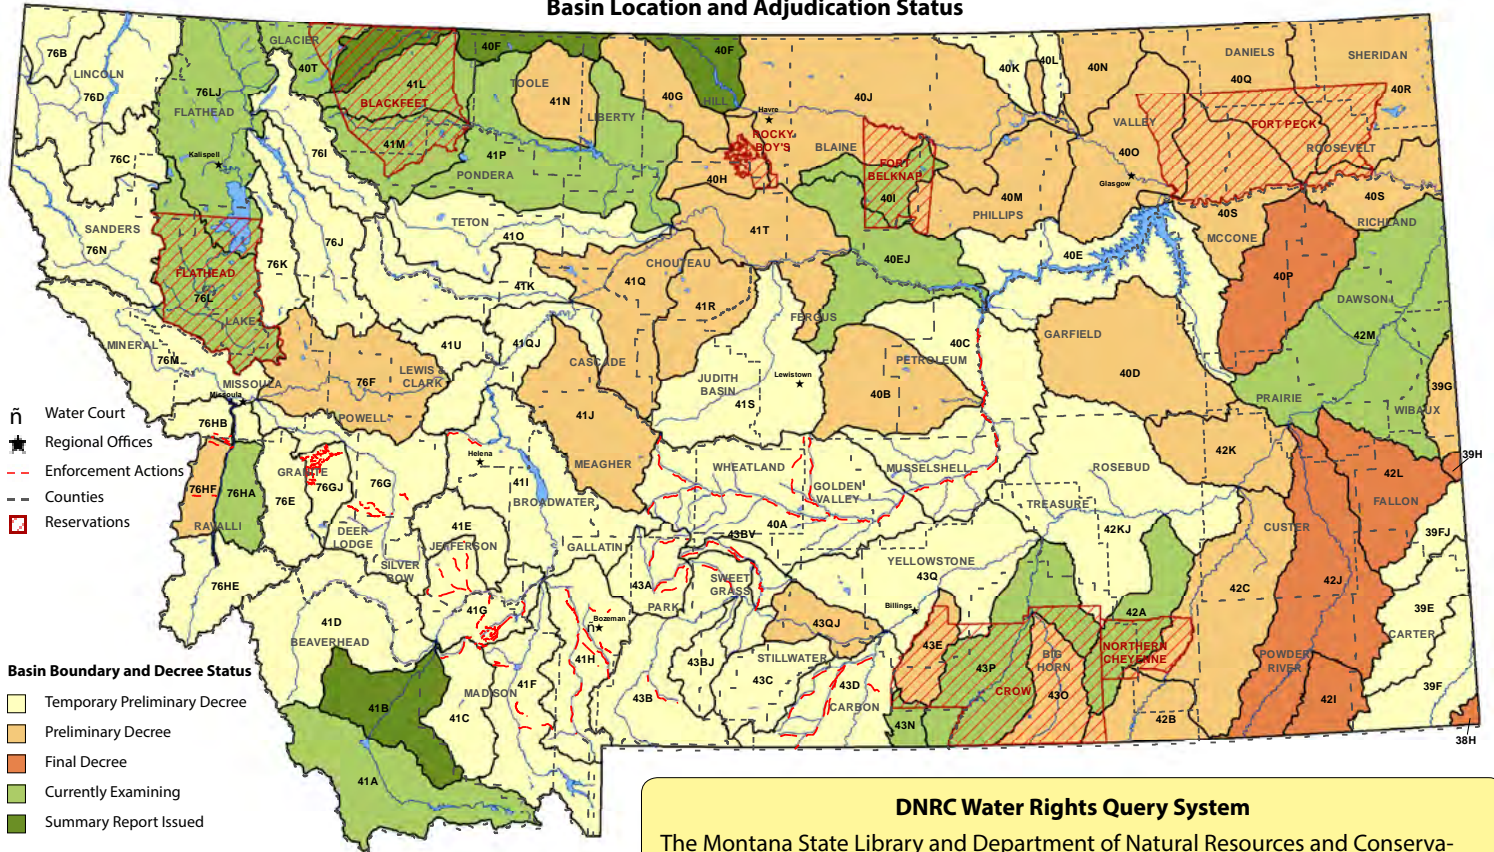 Basin Location and Adjudication Status
76B
LINCOLN
76D
76C
SANDERS
76N
MINERAL
76M
GLACIER
40T
76LJ
FLATHEAD
Kalispell
76I
FLATHEAD
76L
LAKE
76K
76J
MISSOULA
Missoula
40F
41L
BLACKFEET
41M
41P
PONDERA
TOOLE
41N
LIBERTY
40G
40F
HILL
Havre
ROCKY
BOY'S
40H
40J
BLAINE
FORT
BELKNAP
40I
40K
40L
40N
DANIELS
40Q
SHERIDAN
40R
VALLEY
FORT PECK
ROOSEVELT
40O
Glasgow
40M
PHILLIPS
40S
40S
RICHLAND
MCCONE
TETON
41O
41K
CHOUTEAU
41Q
41R
41T
40EJ
40E
40P
DAWSON
42M
FERGUS
41U
41QJ
CASCADE
LEWIS &
CLARK
76F
POWELL
JUDITH
BASIN
Lewistown
41S
40C
PETROLEUM
40B
GARFIELD
40D
PRAIRIE
39G
WIBAUX
41J
MEAGHER
76HB
76HF
76HA
RAVALLI
76HE
GRANITE
76GJ
76E
76G
DEER
LODGE
Helena
41I
BROADWATER
WHEATLAND
GOLDEN
VALLEY
MUSSELSHELL
40A
ROSEBUD
TREASURE
42K
42KJ
CUSTER
42L
39H
FALLON
39FJ
41E
JEFFERSON
SILVER
BOW
GALLATIN
43BV
43A
PARK
SWEET
GRASS
YELLOWSTONE
43Q
Billings
42C
42J
39E
CARTER
41D
BEAVERHEAD
41G
ñ
Bozeman
41H
43QJ
42A
43BJ
STILLWATER
43C
43E
43P
BIG
HORN
NORTHERN
CHEYENNE
POWDER
RIVER
CROW
43O
41B
41C
MADISON
41F
43B
43D
CARBON
43N
42B
42I
39F
38H
41A
ñ Water Court
Regional Offices
Enforcement Actions
Counties
Reservations
Basin Boundary and Decree Status
Temporary Preliminary Decree
Preliminary Decree
Final Decree
Currently Examining
Summary Report Issued
DNRC Water Rights Query System
The Montana State Library and Department of Natural Resources and Conserva-